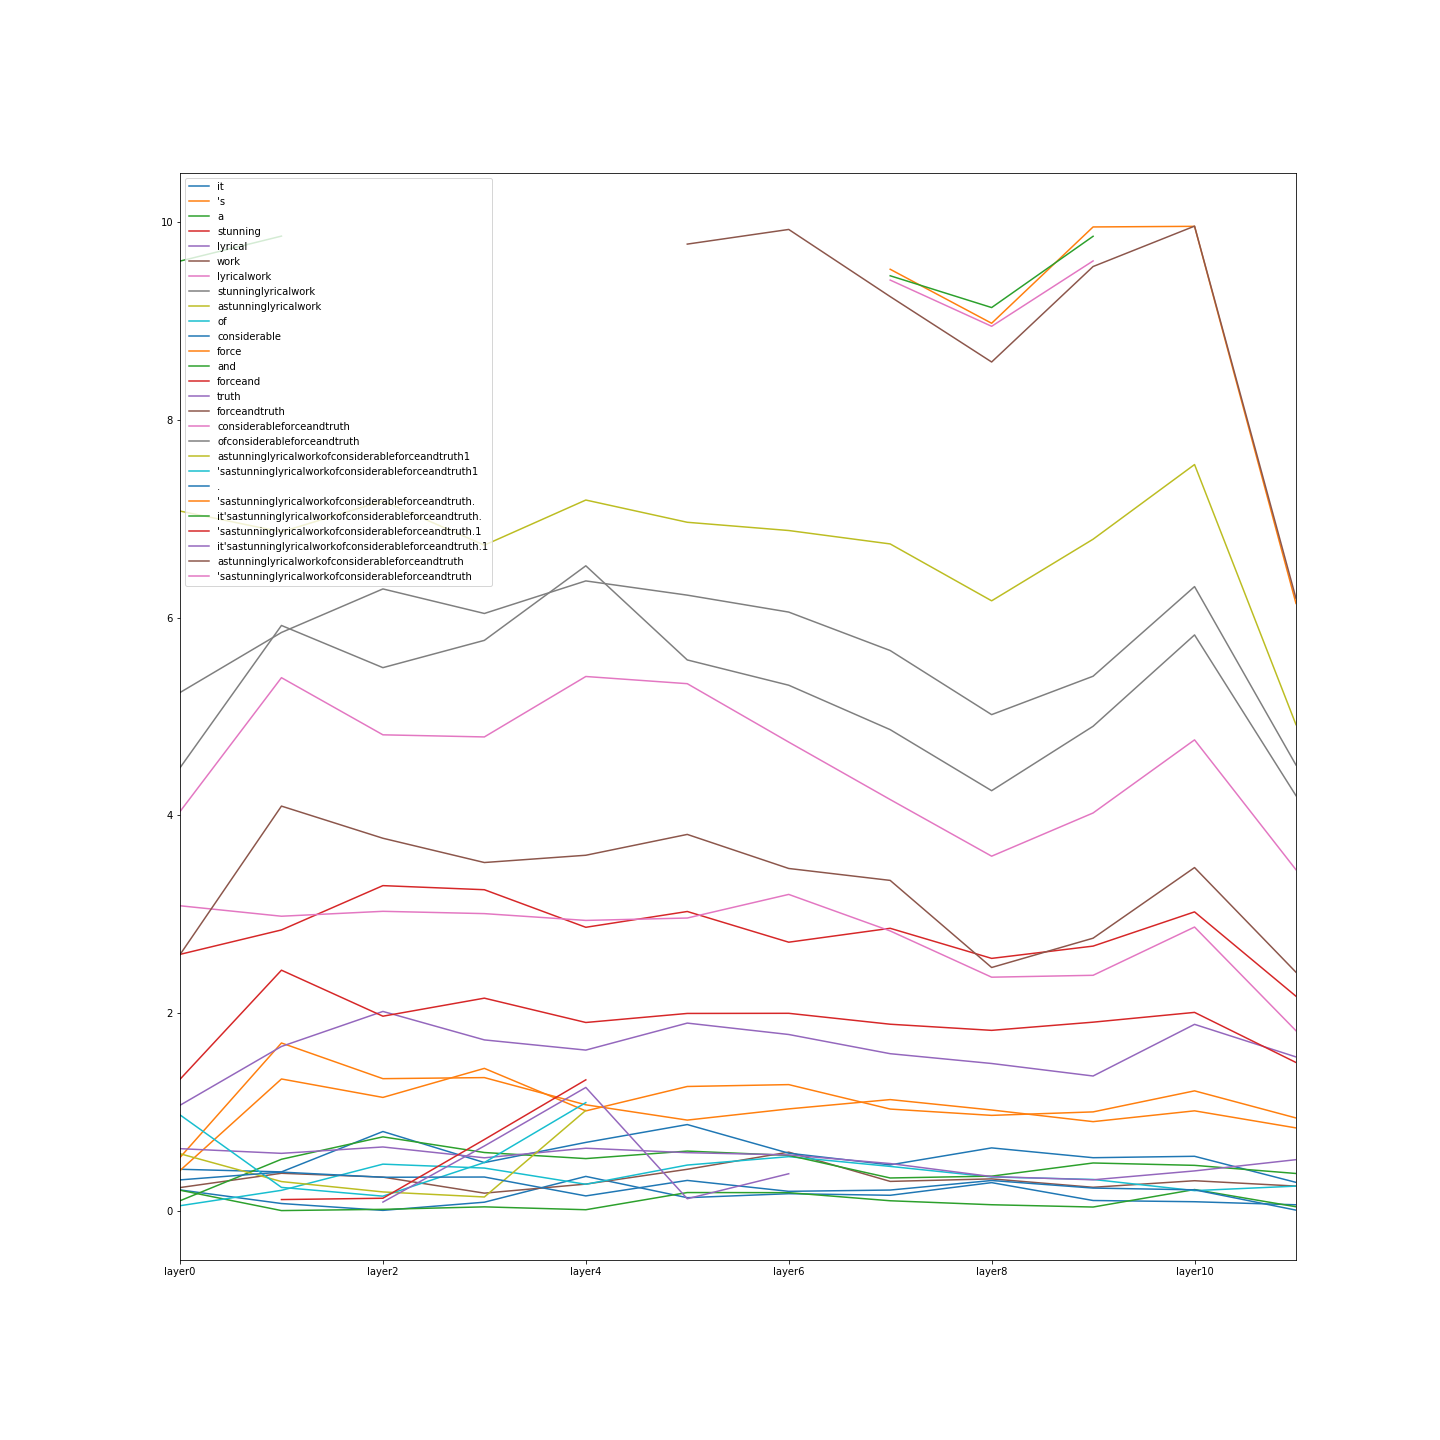 10
8
6
4
2
0
it
's
a
stunning
lyrical
work
lyricalwork
stunninglyricalwork
astunninglyricalwork
of
considerable
force
and
forceand
truth
forceandtruth
considerableforceandtruth
ofconsiderableforceandtruth
astunninglyricalworkofconsiderableforceandtruth1
'sastunninglyricalworkofconsiderableforceandtruth1
.
'sastunninglyricalworkofconsiderableforceandtruth.
it'sastunninglyricalworkofconsiderableforceandtruth.
'sastunninglyricalworkofconsiderableforceandtruth.1
it'sastunninglyricalworkofconsiderableforceandtruth.1
astunninglyricalworkofconsiderableforceandtruth
'sastunninglyricalworkofconsiderableforceandtruth
layer0 layer2 layer4 layer6 layer8 layer10